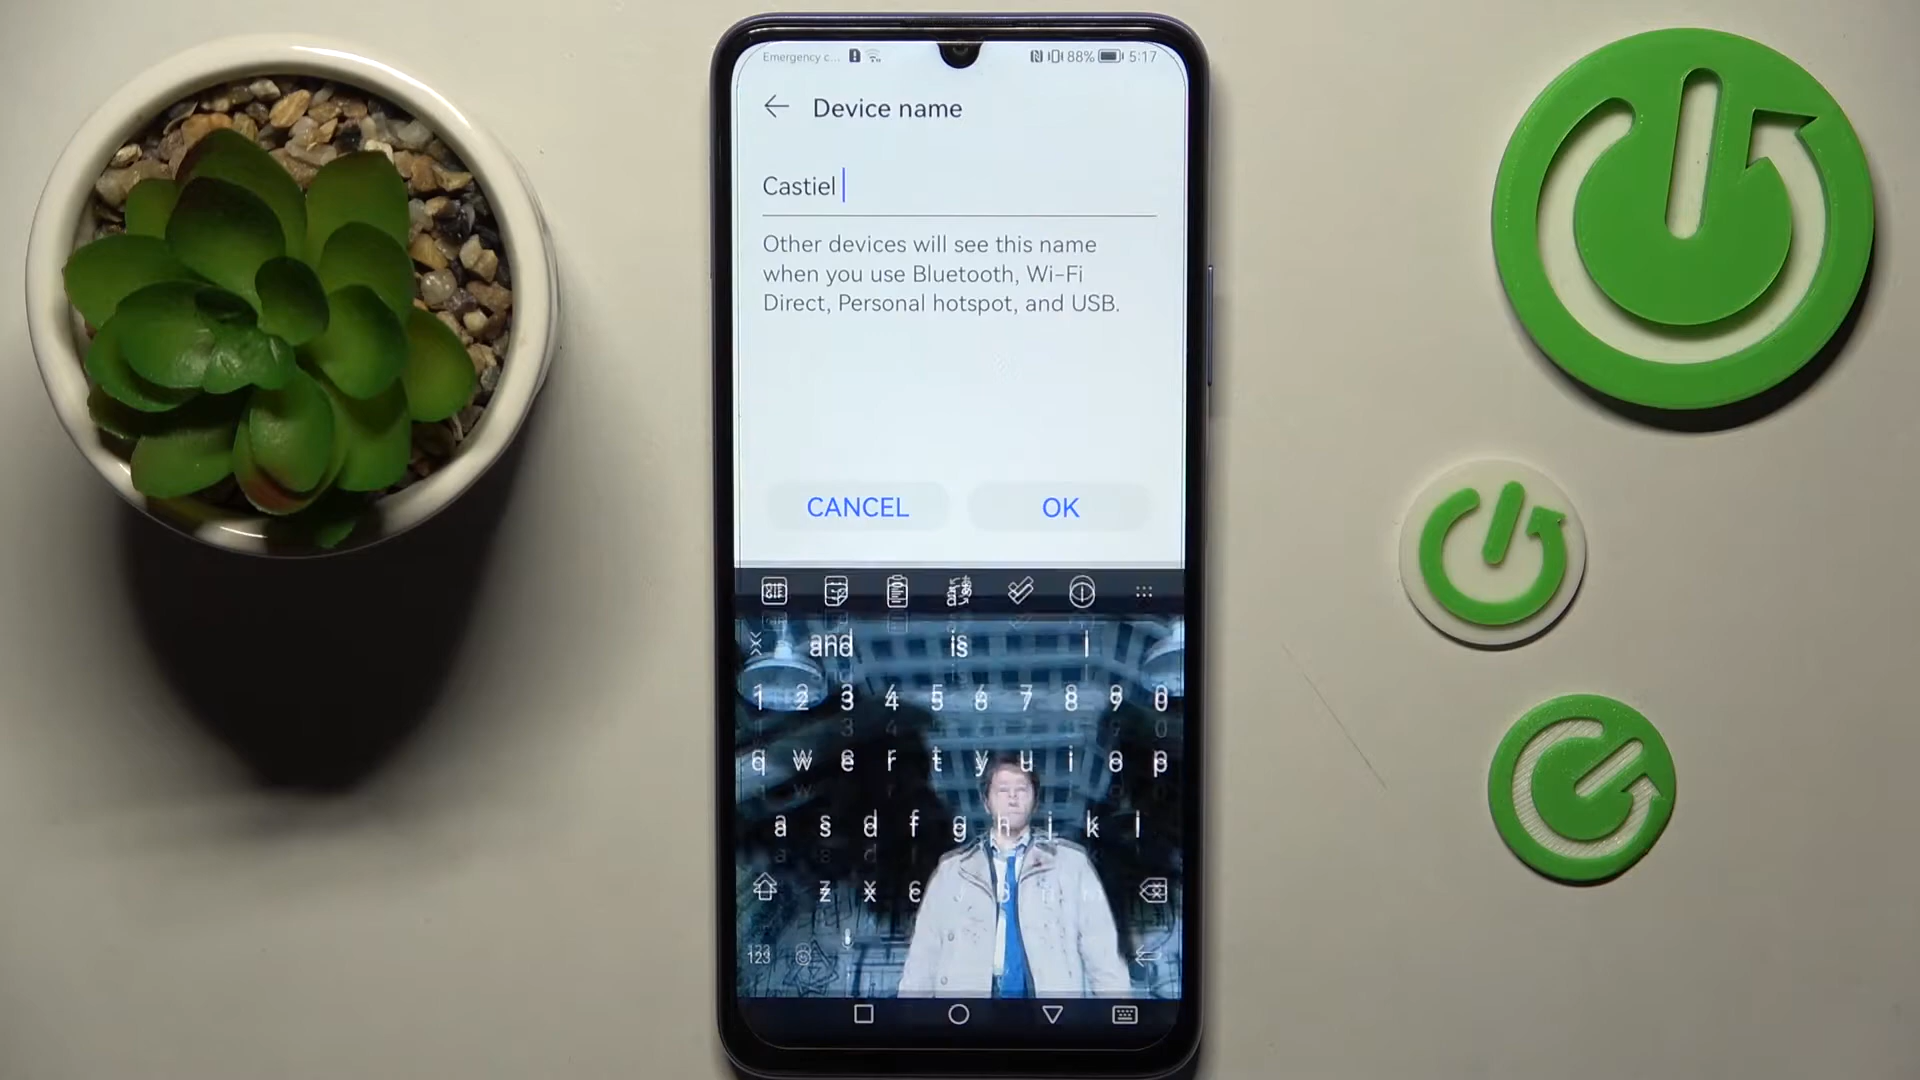 Emergency c... 88% 5:17
Device name
Castiel
Other devices will see this name
when you use Bluetooth, Wi-Fi
Direct, Personal hotspot, and USB.
CANCEL OK
GIF
and is i
1 2 3 4 5 6 7 8 9 0
q w e r t y u i o p
a s d f g h j k l
z x c
123